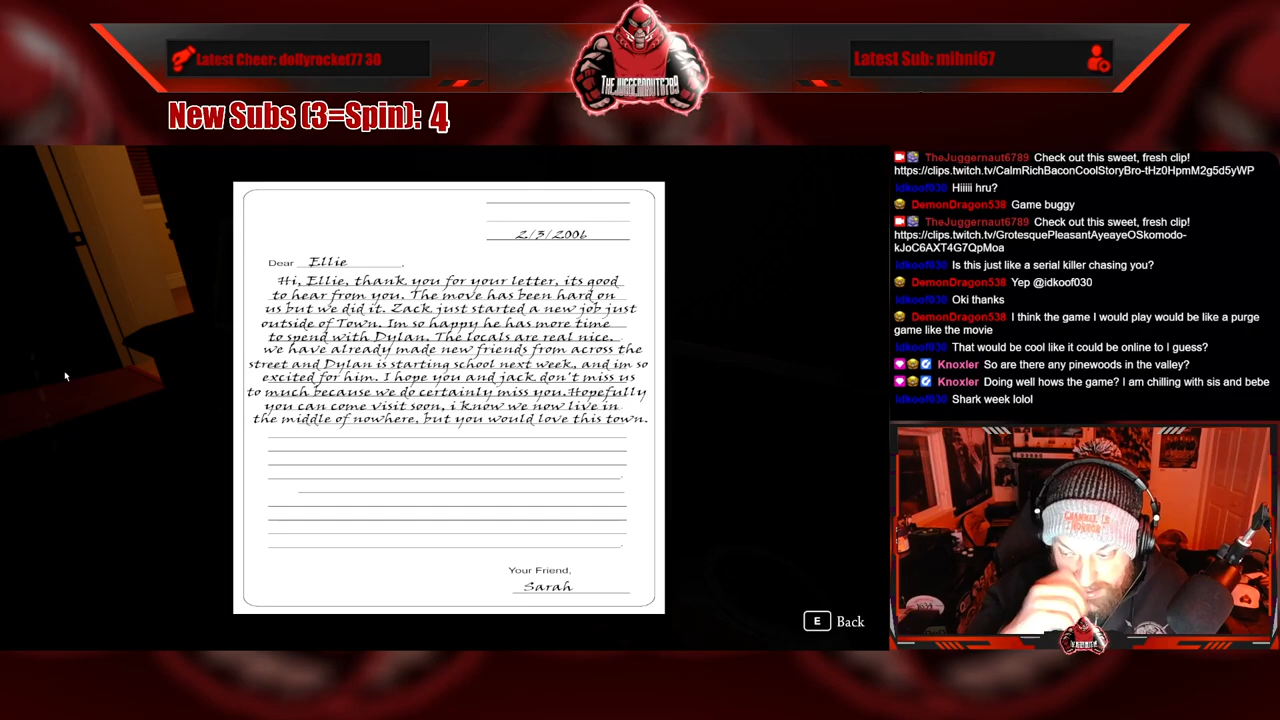 Latest Cheer: dollyrocket77 30
THEJUGGERNAUT6789
Latest Sub: mihni67
New Subs (3=Spin): 4
2/3/2006
Dear Ellie,
Hi, Ellie, thank you for your letter, its good
to hear from you. The move has been hard on
us but we did it. Zack just started a new job just
outside of Town. Im so happy he has more time
to spend with Dylan. The locals are real nice,
we have already made new friends from across the
street and Dylan is starting school next week, and im so
excited for him. I hope you and jack don't miss us
to much because we do certainly miss you.Hopefully
you can come visit soon, i know we now live in
the middle of nowhere, but you would love this town.
Your Friend,
Sarah
E Back
TheJuggernaut6789 Check out this sweet, fresh clip!
https://clips.twitch.tv/CalmRichBaconCoolStoryBro-tHz0HpmM2g5d5yWP
Idkoof030 Hiiiii hru?
DemonDragon538 Game buggy
TheJuggernaut6789 Check out this sweet, fresh clip!
https://clips.twitch.tv/GrotesquePleasantAyeayeOSkomodo-
kJoC6AXT4G7QpMoa
Idkoof030 Is this just like a serial killer chasing you?
DemonDragon538 Yep @idkoof030
Idkoof030 Oki thanks
DemonDragon538 I think the game I would play would be like a purge
game like the movie
Idkoof030 That would be cool like it could be online to I guess?
Knoxler So are there any pinewoods in the valley?
Knoxler Doing well hows the game? I am chilling with sis and bebe
Idkoof030 Shark week lolol